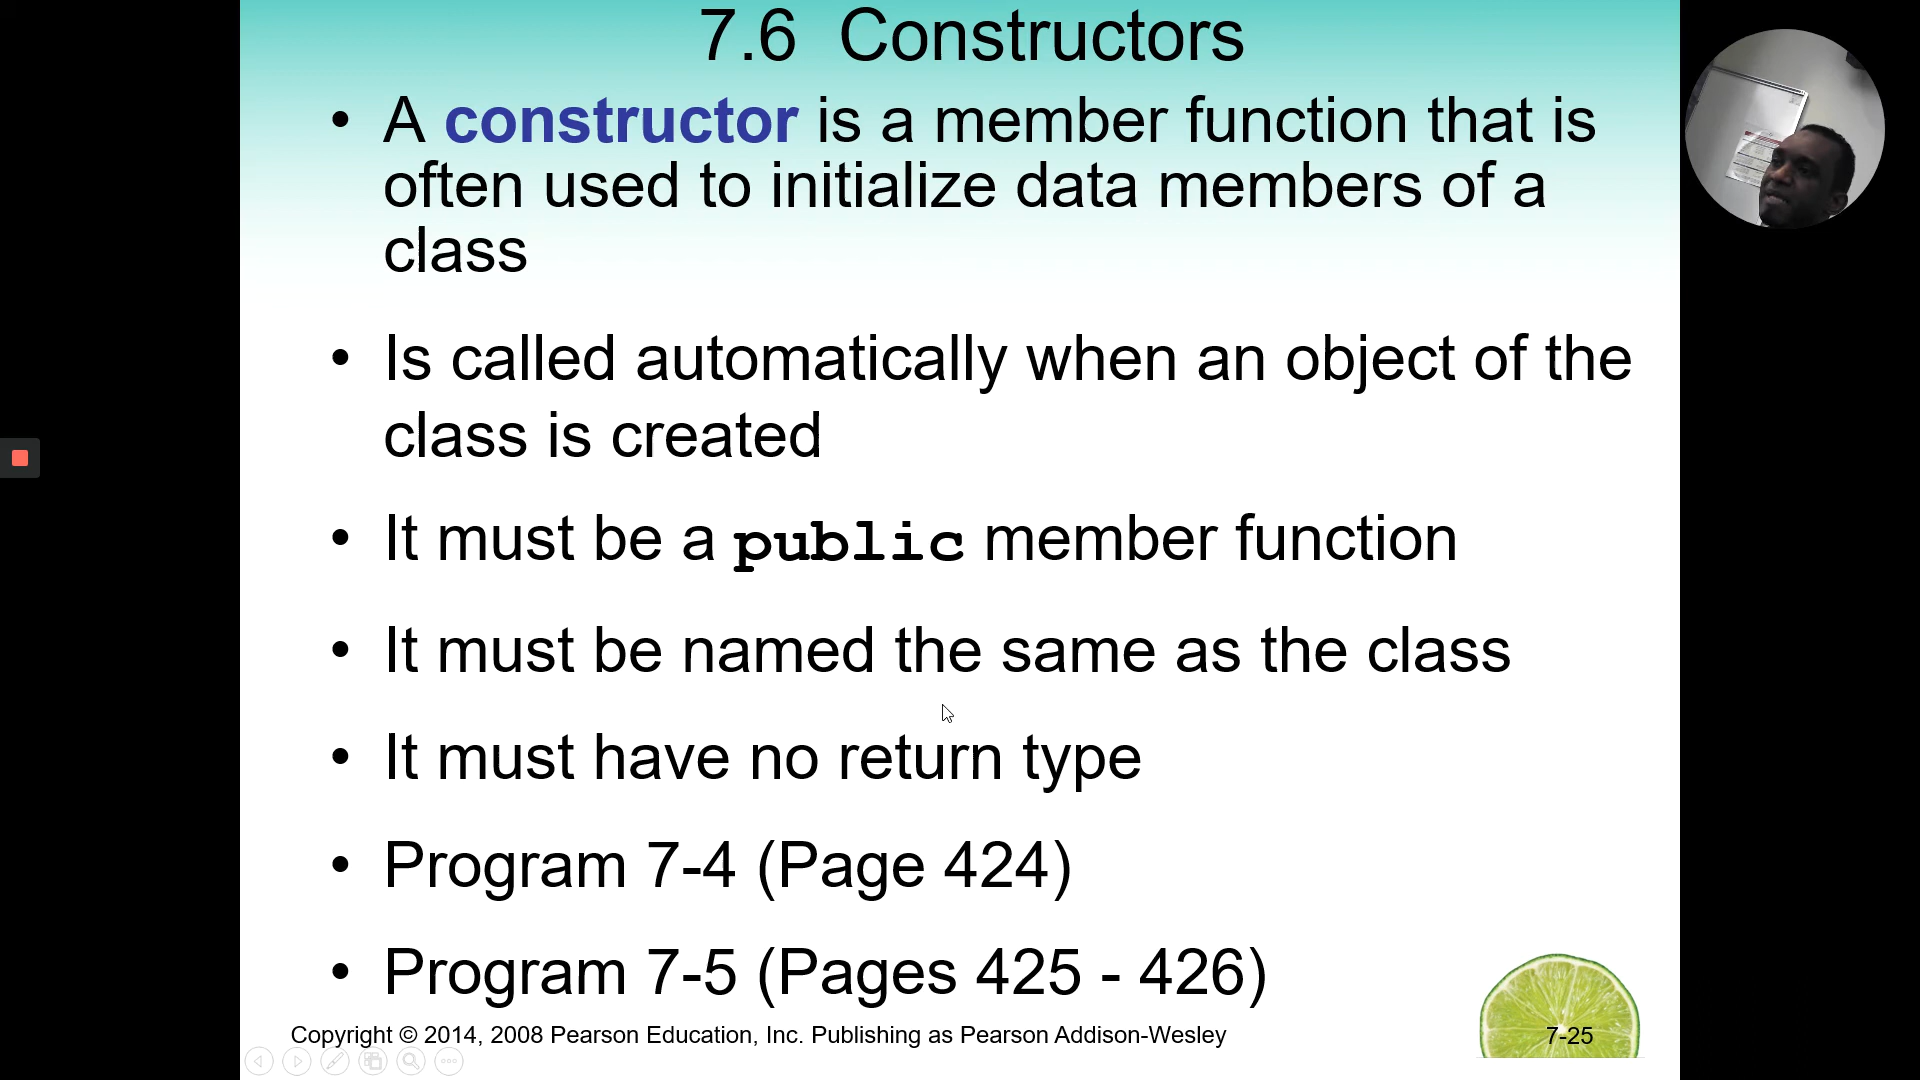 7.6 Constructors
• A constructor is a member function that is
often used to initialize data members of a
class
• Is called automatically when an object of the
class is created
• It must be a public member function
• It must be named the same as the class
• It must have no return type
• Program 7-4 (Page 424)
• Program 7-5 (Pages 425 - 426)
Copyright © 2014, 2008 Pearson Education, Inc. Publishing as Pearson Addison-Wesley
7-25